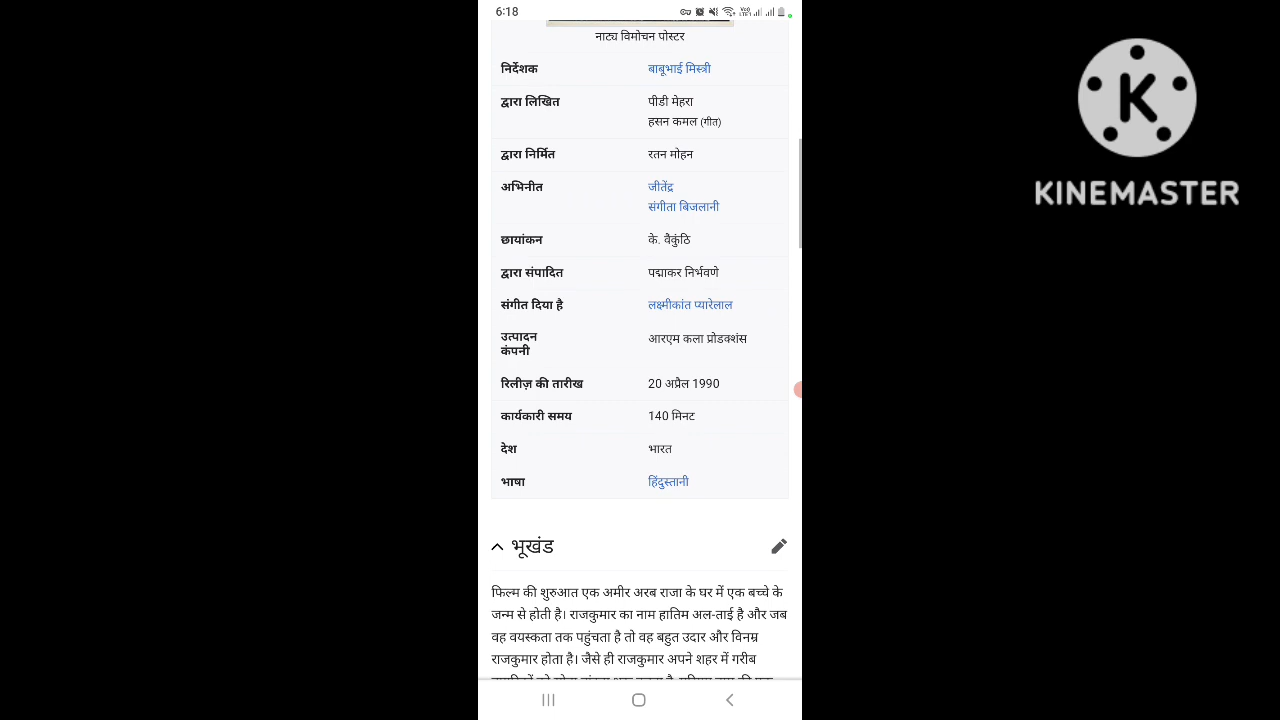 6:18
नाट्य विमोचन पोस्टर
निर्देशक बाबूभाई मिस्त्री
द्वारा लिखित पीडी मेहरा
हसन कमल (गीत)
द्वारा निर्मित रतन मोहन
अभिनीत जीतेंद्र
संगीता बिजलानी
छायांकन के. वैकुंठि
द्वारा संपादित पद्माकर निर्भवणे
संगीत दिया है लक्ष्मीकांत प्यारेलाल
उत्पादन
कंपनी आरएम कला प्रोडक्शंस
रिलीज़ की तारीख 20 अप्रैल 1990
कार्यकारी समय 140 मिनट
देश भारत
भाषा हिंदुस्तानी
भूखंड
फिल्म की शुरुआत एक अमीर अरब राजा के घर में एक बच्चे के
जन्म से होती है। राजकुमार का नाम हातिम अल-ताई है और जब
वह वयस्कता तक पहुंचता है तो वह बहुत उदार और विनम्र
राजकुमार होता है। जैसे ही राजकुमार अपने शहर में गरीब
K
KINEMASTER